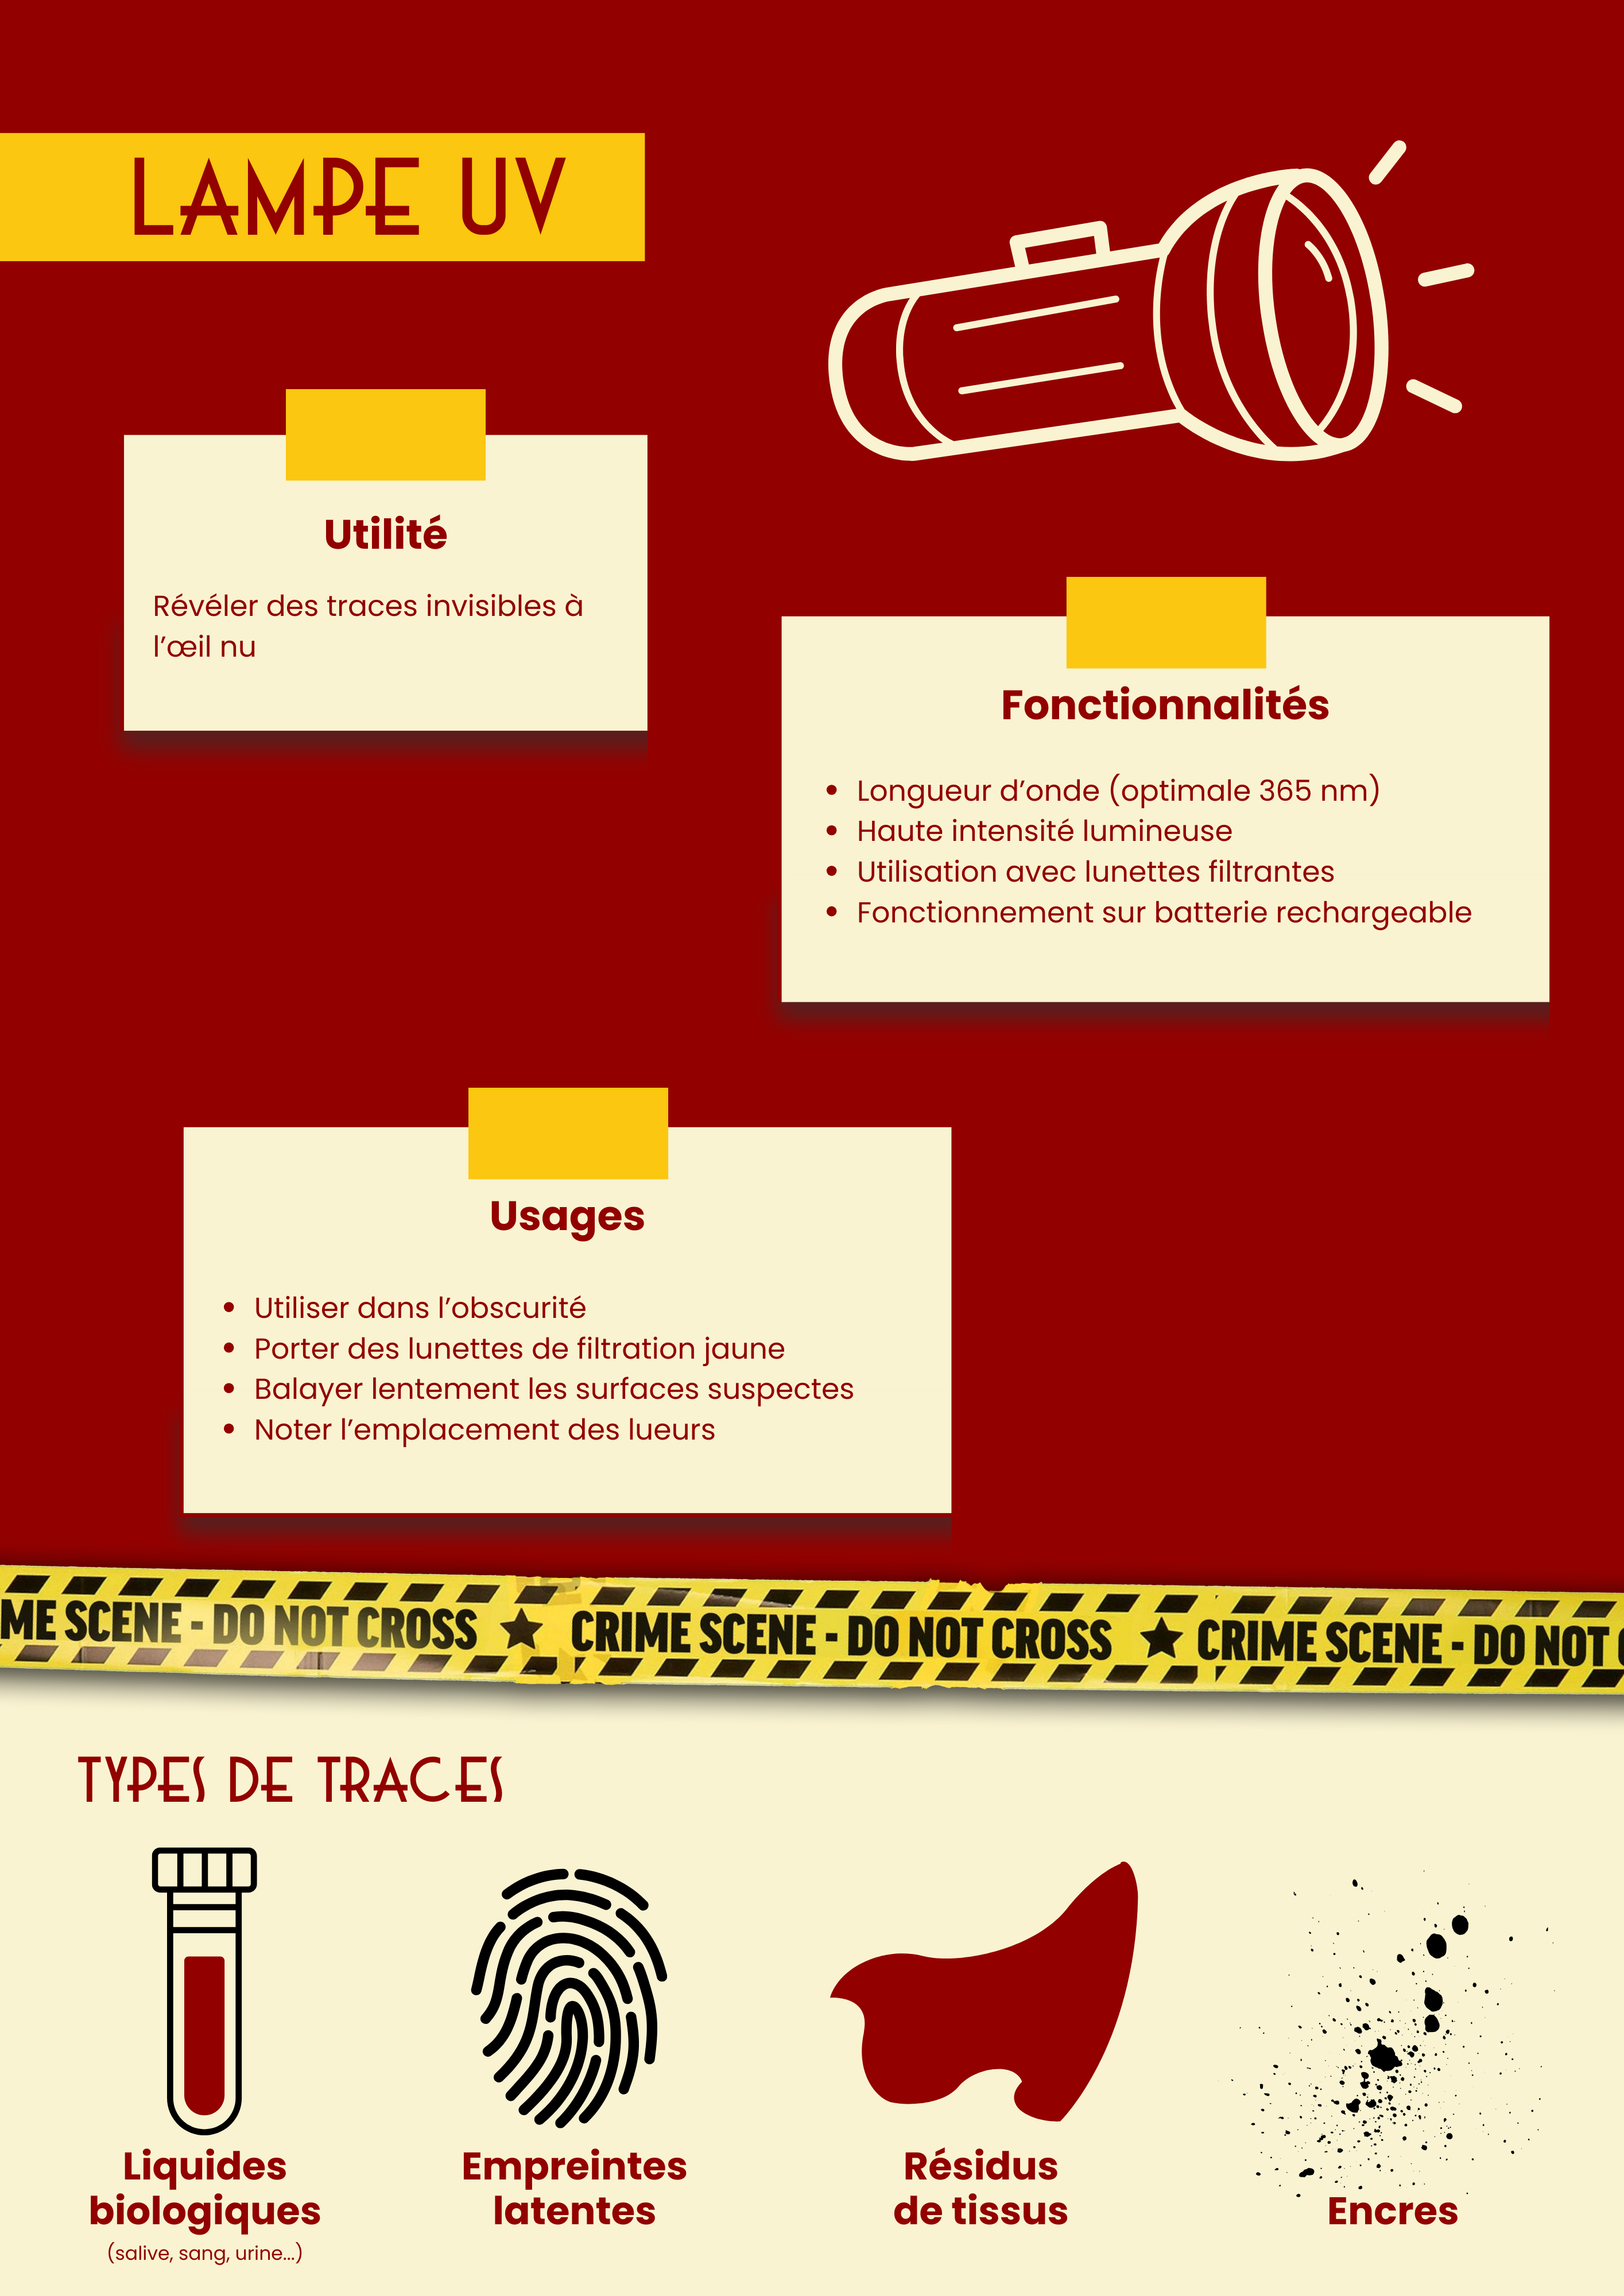 LAMPE UV
Utilité
Révéler des traces invisibles à
l’œil nu
Fonctionnalités
• Longueur d’onde (optimale 365 nm)
• Haute intensité lumineuse
• Utilisation avec lunettes filtrantes
• Fonctionnement sur batterie rechargeable
Usages
• Utiliser dans l’obscurité
• Porter des lunettes de filtration jaune
• Balayer lentement les surfaces suspectes
• Noter l’emplacement des lueurs
ME SCENE - DO NOT CROSS ★ CRIME SCENE - DO NOT CROSS ★ CRIME SCENE - DO NOT C
TYPES DE TRACES
Liquides
biologiques
(salive, sang, urine...)
Empreintes
latentes
Résidus
de tissus
Encres